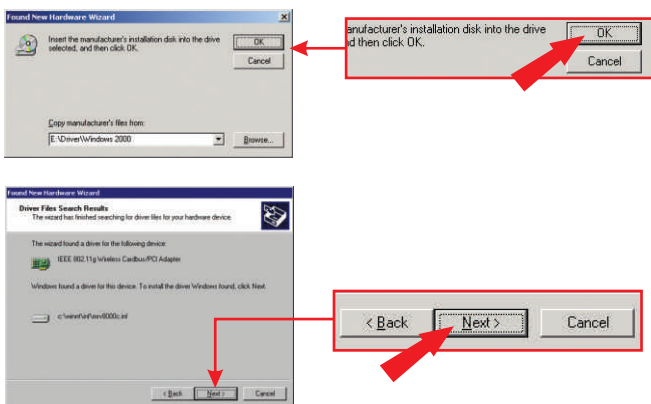 Found New Hardware Wizard
Insert the manufacturer's installation disk into the drive
selected, and then click OK.
OK
Cancel
Copy manufacturer's files from:
E:\Driver\Windows 2000
Browse...
anufacturer's installation disk into the drive
nd then click OK.
OK
Cancel
Found New Hardware Wizard
Driver Files Search Results
The wizard has finished searching for driver files for your hardware device.
The wizard found a driver for the following device:
IEEE 802.11g Wireless Cardbus/PCI Adapter
Windows found a driver for this device. To install the driver Windows found, click Next.
< Back
Next >
Cancel
< Back
Next >
Cancel